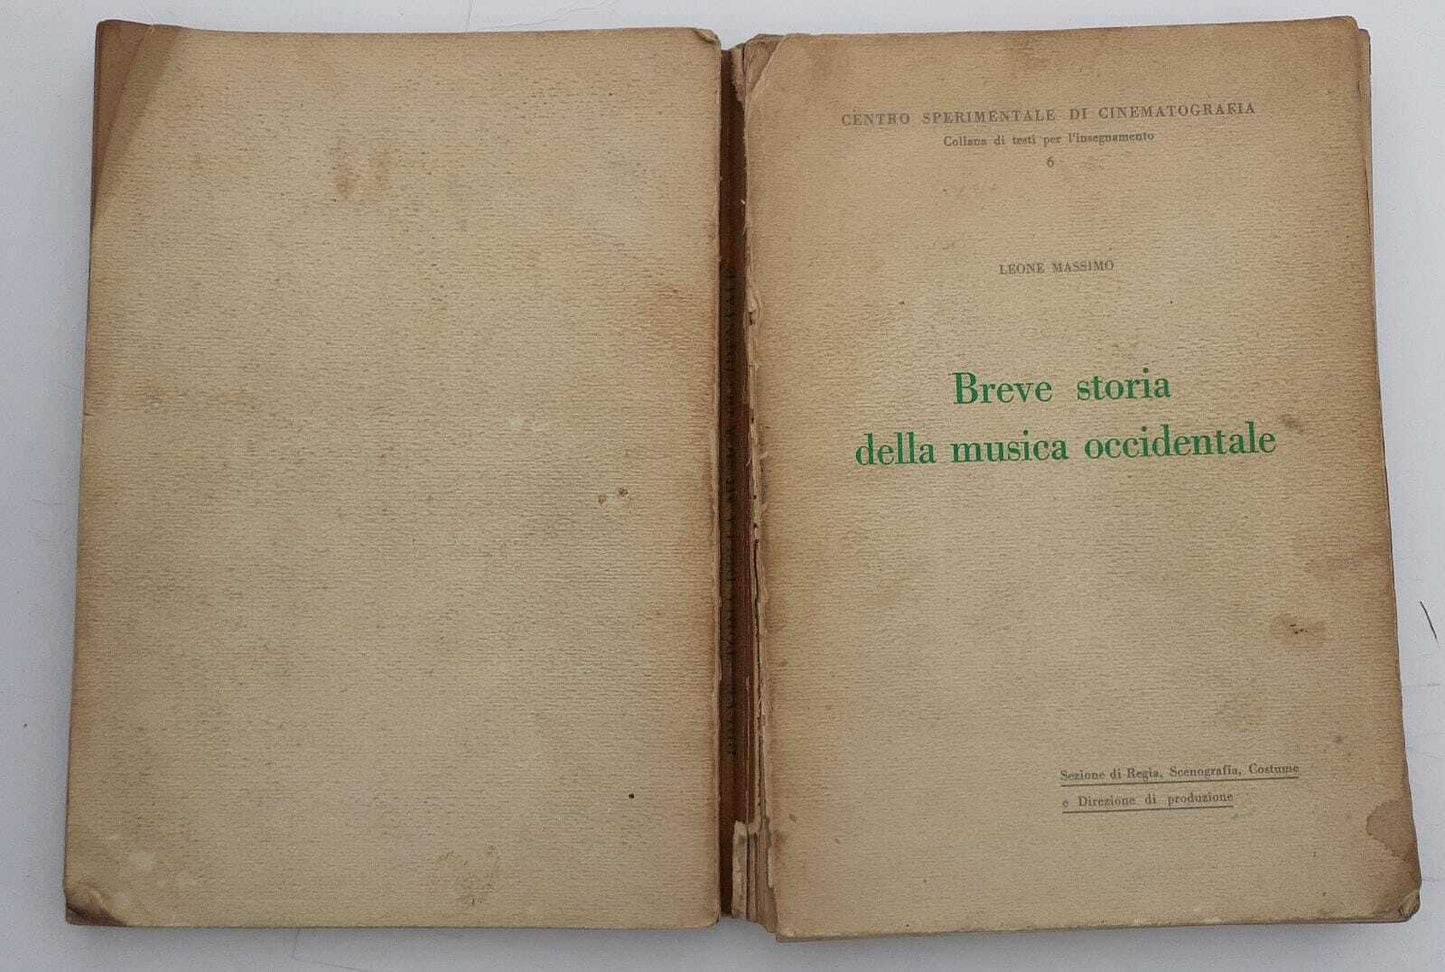 CENTRO SPERIMENTALE DI CINEMATOGRAFIA
Collana di testi per l'insegnamento
6
LEONE MASSIMO
Breve storia
della musica occidentale
Sezione di Regia, Scenografia, Costume
e Direzione di produzione